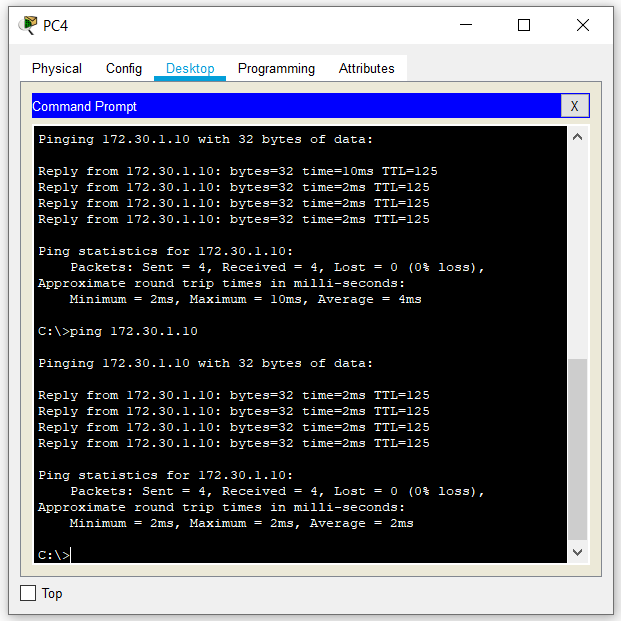 PC4
Physical Config Desktop Programming Attributes
Command Prompt X
Pinging 172.30.1.10 with 32 bytes of data:
Reply from 172.30.1.10: bytes=32 time=10ms TTL=125
Reply from 172.30.1.10: bytes=32 time=2ms TTL=125
Reply from 172.30.1.10: bytes=32 time=2ms TTL=125
Reply from 172.30.1.10: bytes=32 time=2ms TTL=125
Ping statistics for 172.30.1.10:
    Packets: Sent = 4, Received = 4, Lost = 0 (0% loss),
Approximate round trip times in milli-seconds:
    Minimum = 2ms, Maximum = 10ms, Average = 4ms
C:\>ping 172.30.1.10
Pinging 172.30.1.10 with 32 bytes of data:
Reply from 172.30.1.10: bytes=32 time=2ms TTL=125
Reply from 172.30.1.10: bytes=32 time=2ms TTL=125
Reply from 172.30.1.10: bytes=32 time=2ms TTL=125
Reply from 172.30.1.10: bytes=32 time=2ms TTL=125
Ping statistics for 172.30.1.10:
    Packets: Sent = 4, Received = 4, Lost = 0 (0% loss),
Approximate round trip times in milli-seconds:
    Minimum = 2ms, Maximum = 2ms, Average = 2ms
C:\>
Top